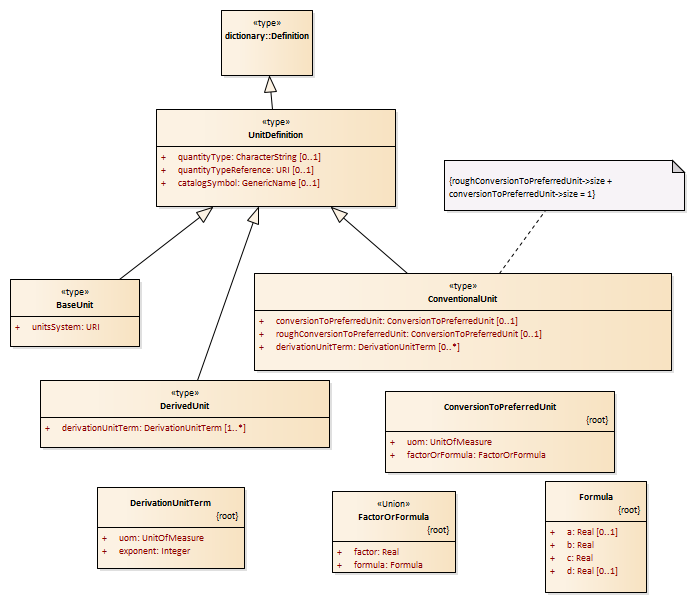 «type»
dictionary::Definition
«type»
UnitDefinition
+ quantityType: CharacterString [0..1]
+ quantityTypeReference: URI [0..1]
+ catalogSymbol: GenericName [0..1]
{roughConversionToPreferredUnit->size +
conversionToPreferredUnit->size = 1}
«type»
BaseUnit
+ unitsSystem: URI
«type»
ConventionalUnit
+ conversionToPreferredUnit: ConversionToPreferredUnit [0..1]
+ roughConversionToPreferredUnit: ConversionToPreferredUnit [0..1]
+ derivationUnitTerm: DerivationUnitTerm [0..*]
«type»
DerivedUnit
+ derivationUnitTerm: DerivationUnitTerm [1..*]
ConversionToPreferredUnit
{root}
+ uom: UnitOfMeasure
+ factorOrFormula: FactorOrFormula
DerivationUnitTerm
{root}
+ uom: UnitOfMeasure
+ exponent: Integer
«Union»
FactorOrFormula
{root}
+ factor: Real
+ formula: Formula
Formula
{root}
+ a: Real [0..1]
+ b: Real
+ c: Real
+ d: Real [0..1]